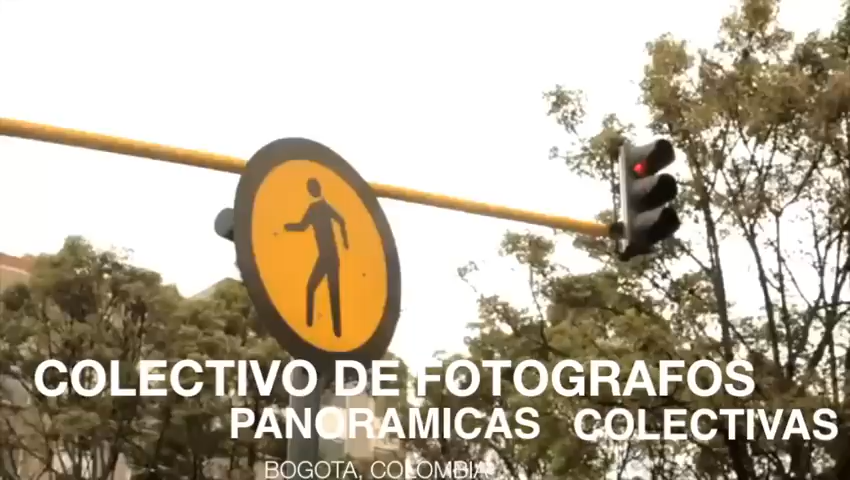 COLECTIVO DE FOTOGRAFOS
PANORAMICAS COLECTIVAS
BOGOTA, COLOMBIA